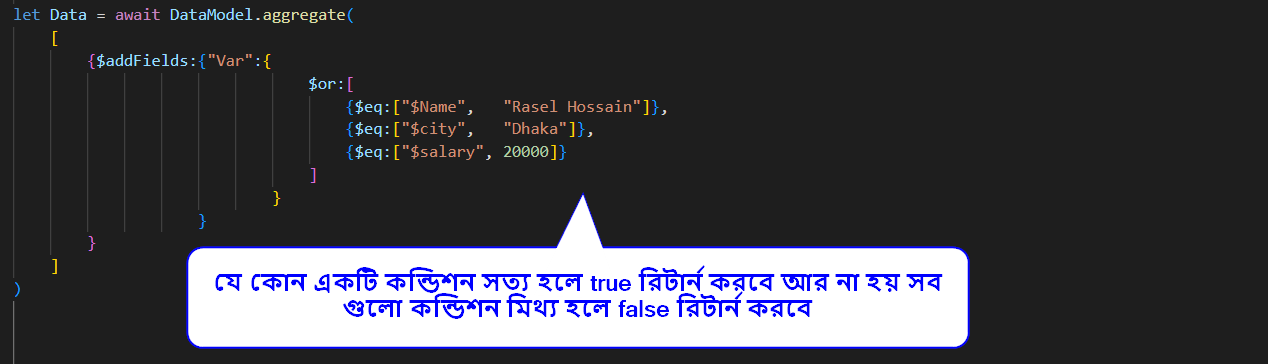 let Data = await DataModel.aggregate(
[
{$addFields:{"Var":{
$or:[
{$eq:["$Name", "Rasel Hossain"]},
{$eq:["$city", "Dhaka"]},
{$eq:["$salary", 20000]}
]
}
}
}
]
)
যে কোন একটি কন্ডিশন সত্য হলে true রিটার্ন করবে আর না হয় সব
গুলো কন্ডিশন মিথ্য হলে false রিটার্ন করবে